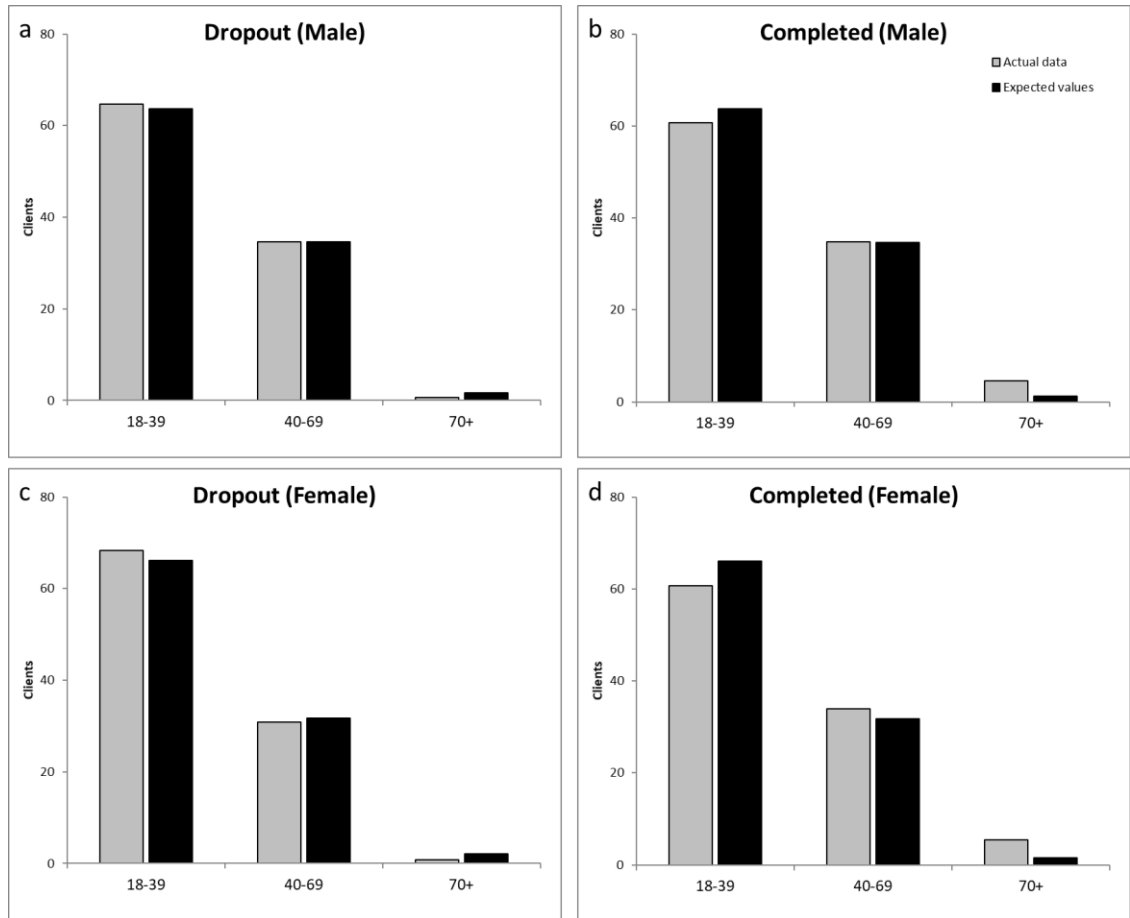 a
Dropout (Male)
80
60
40
20
0
Clients
18-39
40-69
70+
b
Completed (Male)
Actual data
Expected values
80
60
40
20
0
Clients
18-39
40-69
70+
c
Dropout (Female)
80
60
40
20
0
Clients
18-39
40-69
70+
d
Completed (Female)
80
60
40
20
0
Clients
18-39
40-69
70+